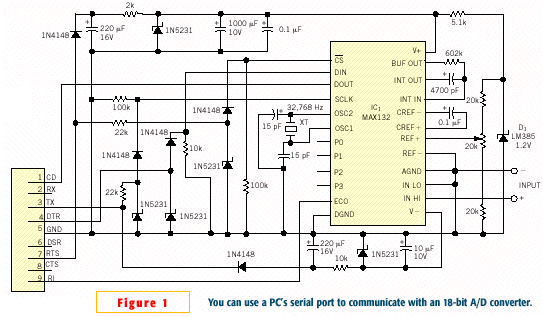 2k
1N4148
220 µF
16V
1N5231
1000 µF
10V
0.1 µF
5.1k
V+
CS
BUF OUT
602k
DIN
DOUT
INT OUT
4700 pF
SCLK
INT IN
100k
1N4148
32,768 Hz
OSC2
CREF−
20k
IC1
MAX132
15 pF
XT
OSC1
CREF+
0.1 µF
22k
1N4148
P0
REF+
D3
LM385
1.2V
1N4148
10k
15 pF
P1
REF−
20k
1N5231
P2
AGND
−
1 CD
22k
100k
P3
IN LO
INPUT
2 RX
ECO
IN HI
+
3 TX
DGND
V−
20k
4 DTR
1N5231
1N5231
5 GND
6 DSR
7 RTS
1N4148
220 µF
16V
10k
1N5231
10 µF
10V
8 CTS
9 RI
Figure 1
You can use a PC's serial port to communicate with an 18-bit A/D converter.